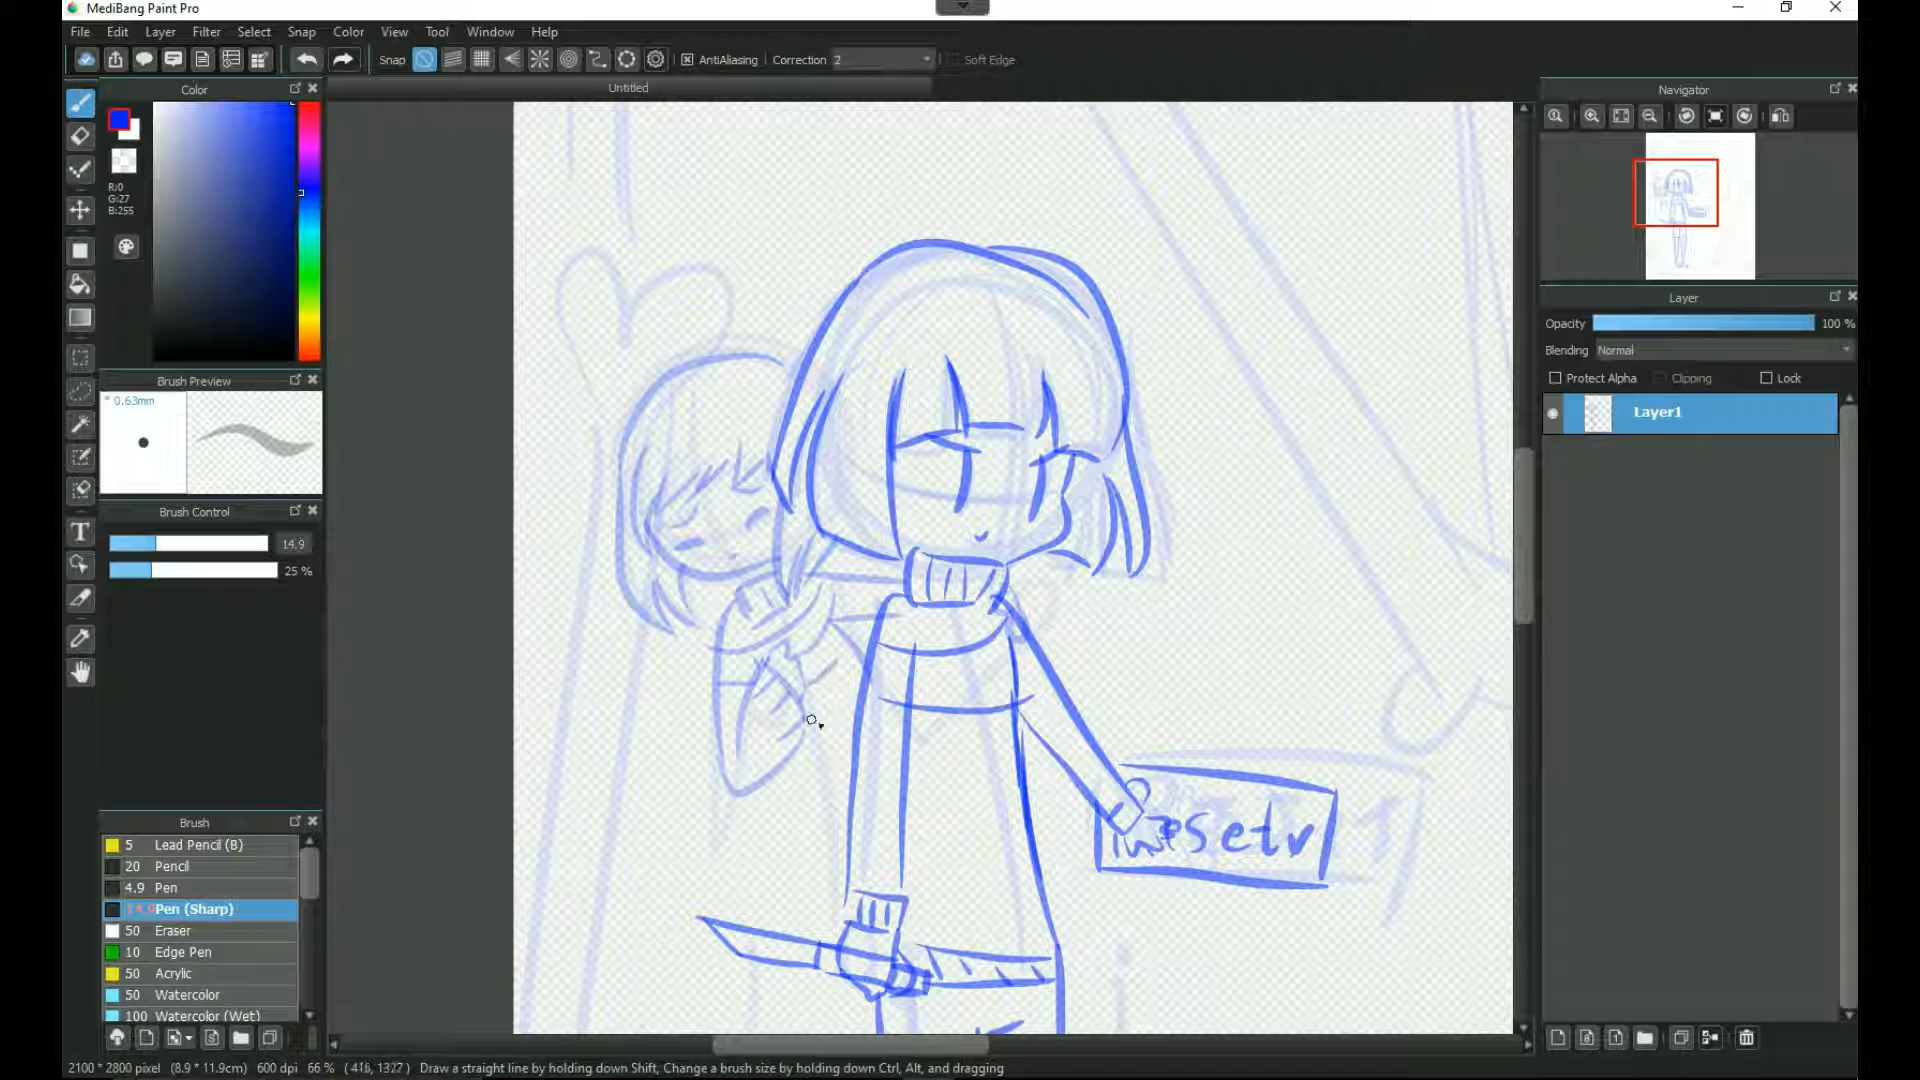 MediBang Paint Pro
File Edit Layer Filter Select Snap Color View Tool Window Help
Snap AntiAliasing Correction 2 Soft Edge
Color
Untitled
Navigator
R:0
G:27
B:255
Brush Preview
0.63mm
Brush Control
14.9
25 %
Layer
Opacity 100 %
Blending Normal
Protect Alpha Clipping Lock
Layer1
Brush
5 Lead Pencil (B)
20 Pencil
4.9 Pen
Pen (Sharp)
50 Eraser
10 Edge Pen
50 Acrylic
50 Watercolor
100 Watercolor (Wet)
2100 * 2800 pixel (8.9 * 11.9cm) 600 dpi 66 % Draw a straight line by holding down Shift, Change a brush size by holding down Ctrl, Alt, and dragging